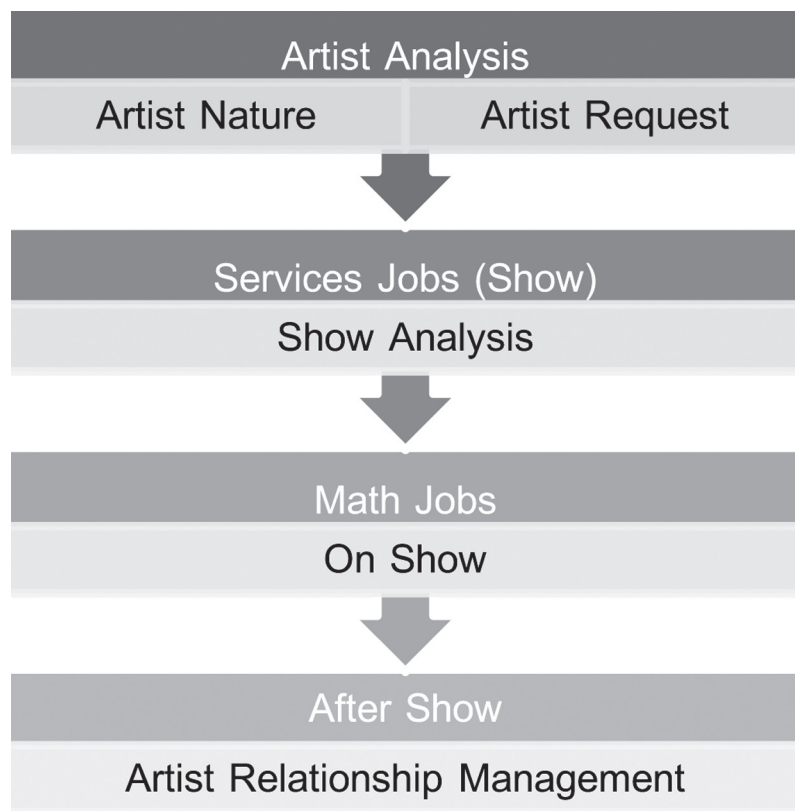 Artist Analysis
Artist Nature Artist Request
Services Jobs (Show)
Show Analysis
Math Jobs
On Show
After Show
Artist Relationship Management